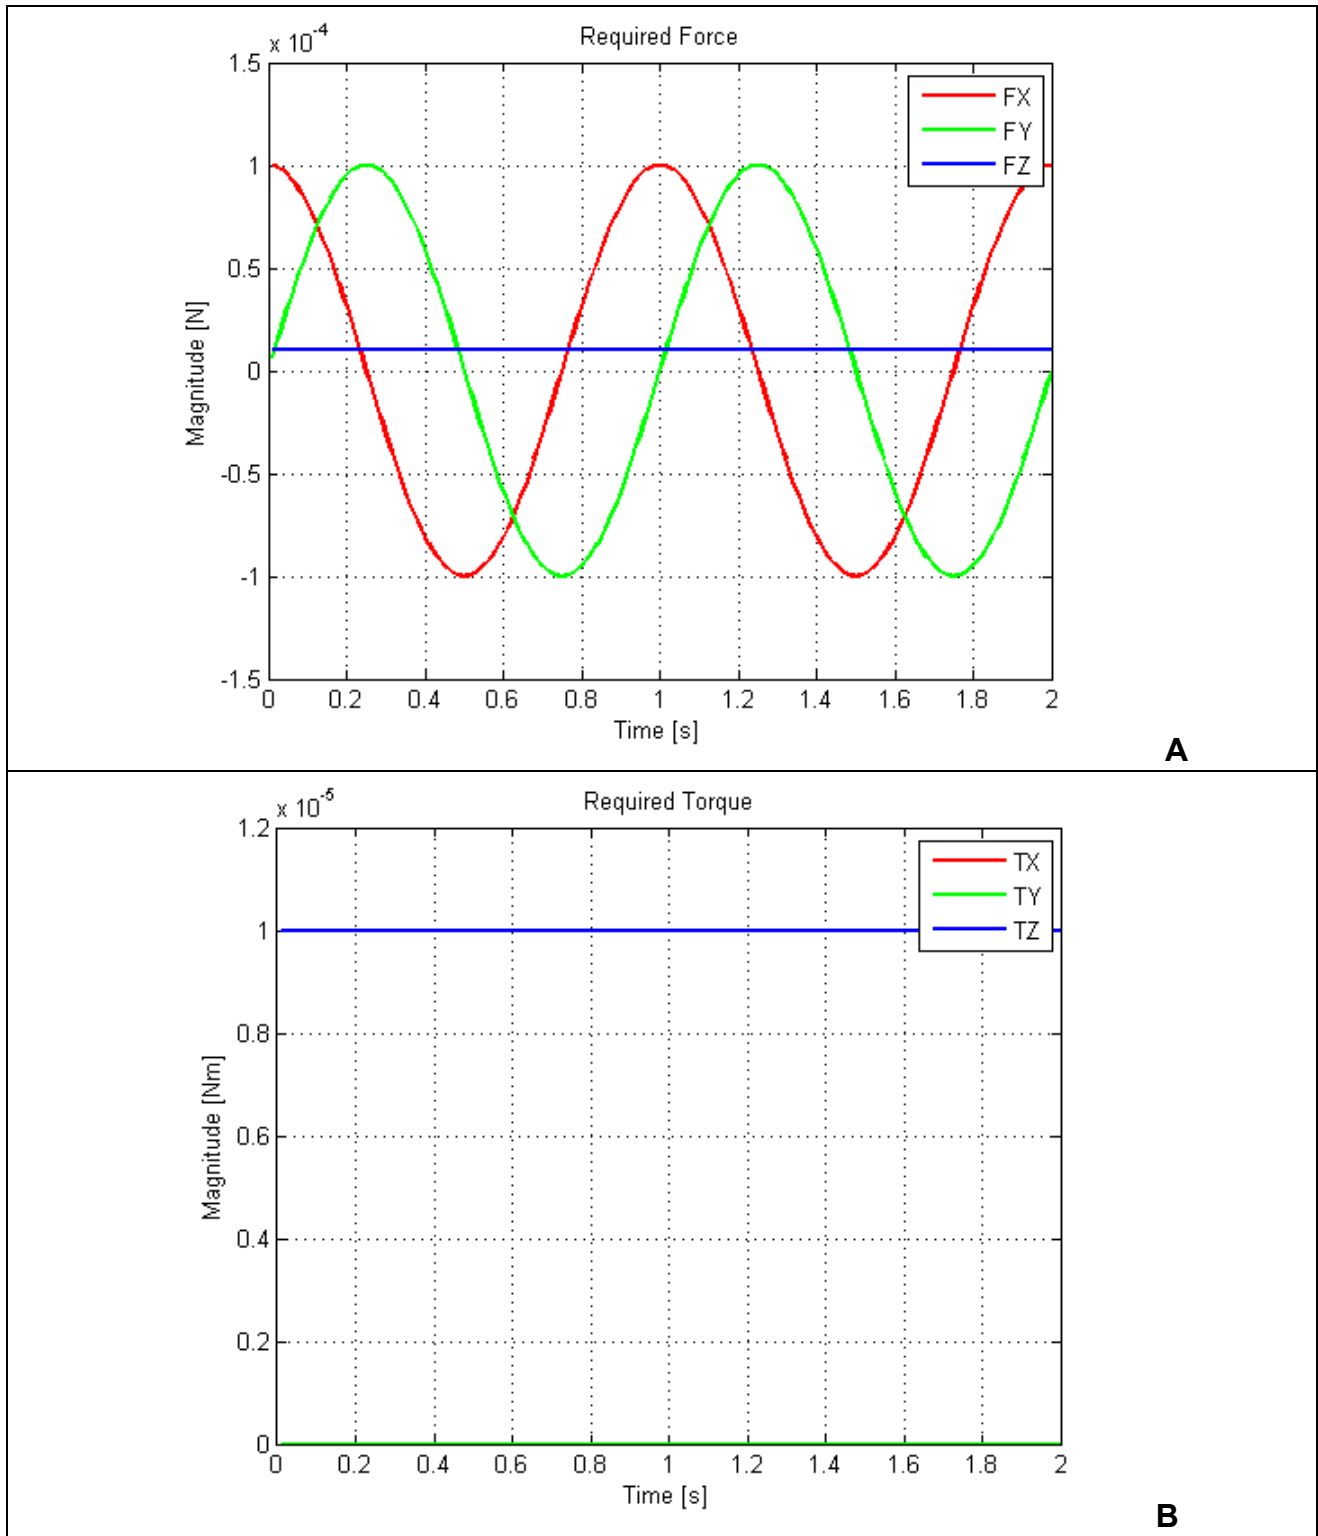 Required Force
x 10-4
1.5
1
0.5
0
-0.5
-1
-1.5
Magnitude [N]
FX
FY
FZ
0 0.2 0.4 0.6 0.8 1 1.2 1.4 1.6 1.8 2
Time [s]
A
Required Torque
x 10-5
1.2
1
0.8
0.6
0.4
0.2
0
Magnitude [Nm]
TX
TY
TZ
0 0.2 0.4 0.6 0.8 1 1.2 1.4 1.6 1.8 2
Time [s]
B